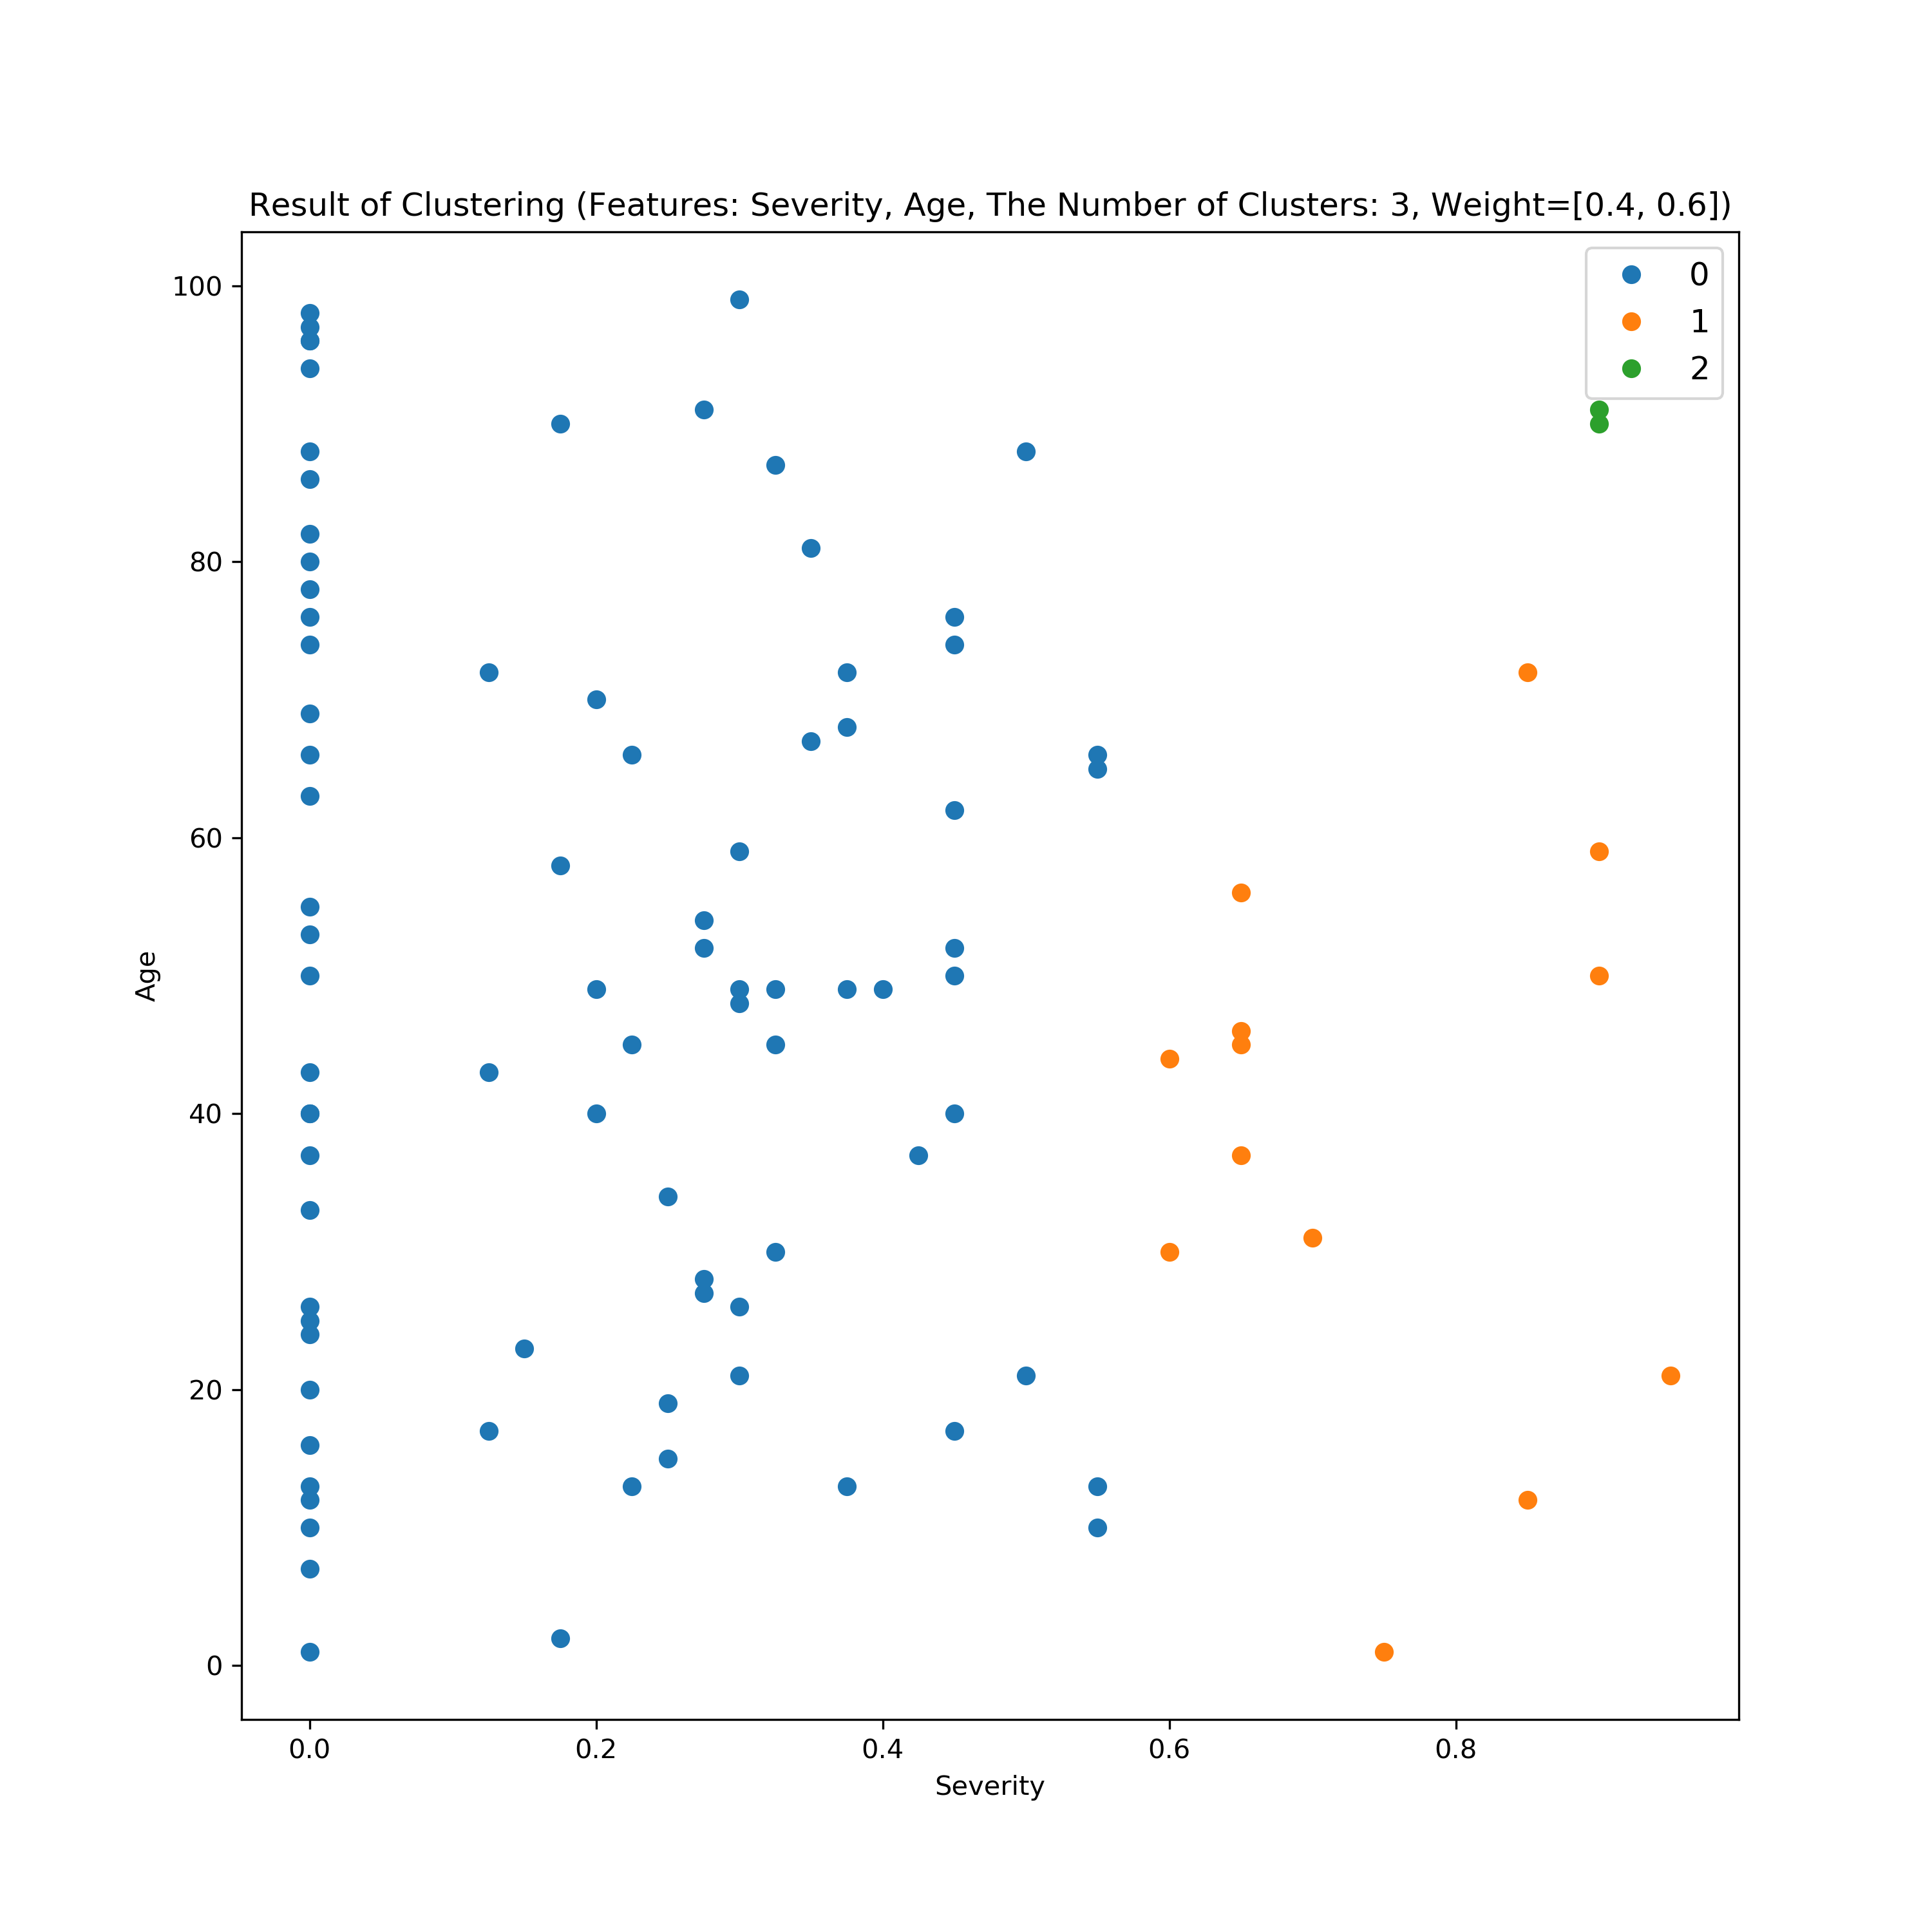 Result of Clustering (Features: Severity, Age, The Number of Clusters: 3, Weight=[0.4, 0.6])
0
1
2
100
80
60
40
20
0
Age
0.0 0.2 0.4 0.6 0.8
Severity